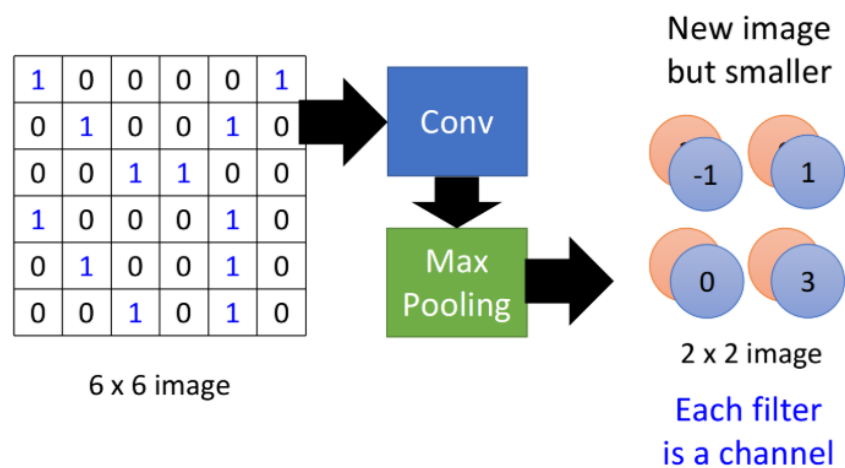 New image
but smaller
1 0 0 0 0 1
0 1 0 0 1 0
0 0 1 1 0 0
1 0 0 0 1 0
0 1 0 0 1 0
0 0 1 0 1 0
6 x 6 image
Conv
Max
Pooling
-1 1
0 3
2 x 2 image
Each filter
is a channel